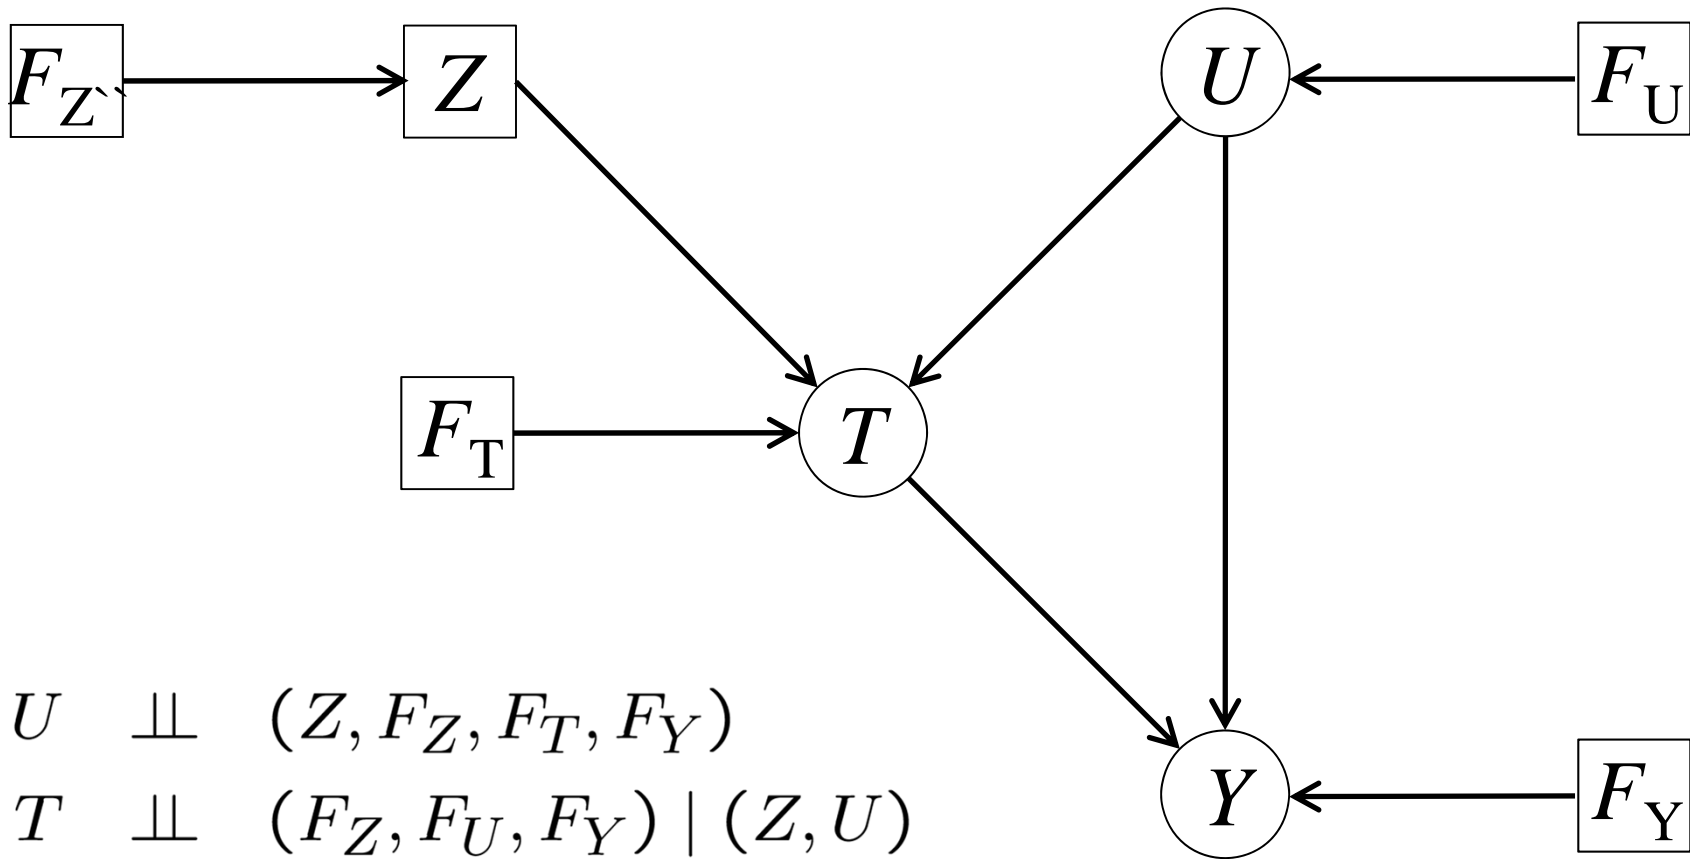 F_Z`` Z U F_U
F_T T
Y F_Y
U ⊥⊥ (Z, F_Z, F_T, F_Y)
T ⊥⊥ (F_Z, F_U, F_Y) | (Z, U)